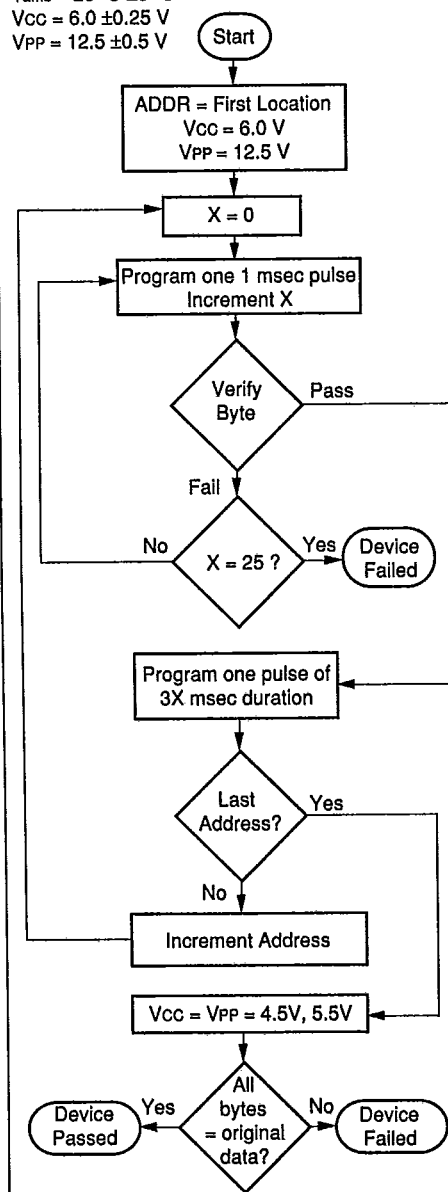 VCC = 6.0 ±0.25 V
VPP = 12.5 ±0.5 V
Start
ADDR = First Location
VCC = 6.0 V
VPP = 12.5 V
X = 0
Program one 1 msec pulse
Increment X
Verify
Byte
Pass
Fail
No
X = 25 ?
Yes
Device
Failed
Program one pulse of
3X msec duration
Last
Address?
Yes
No
Increment Address
VCC = VPP = 4.5V, 5.5V
Device
Passed
Yes
All
bytes
= original
data?
No
Device
Failed